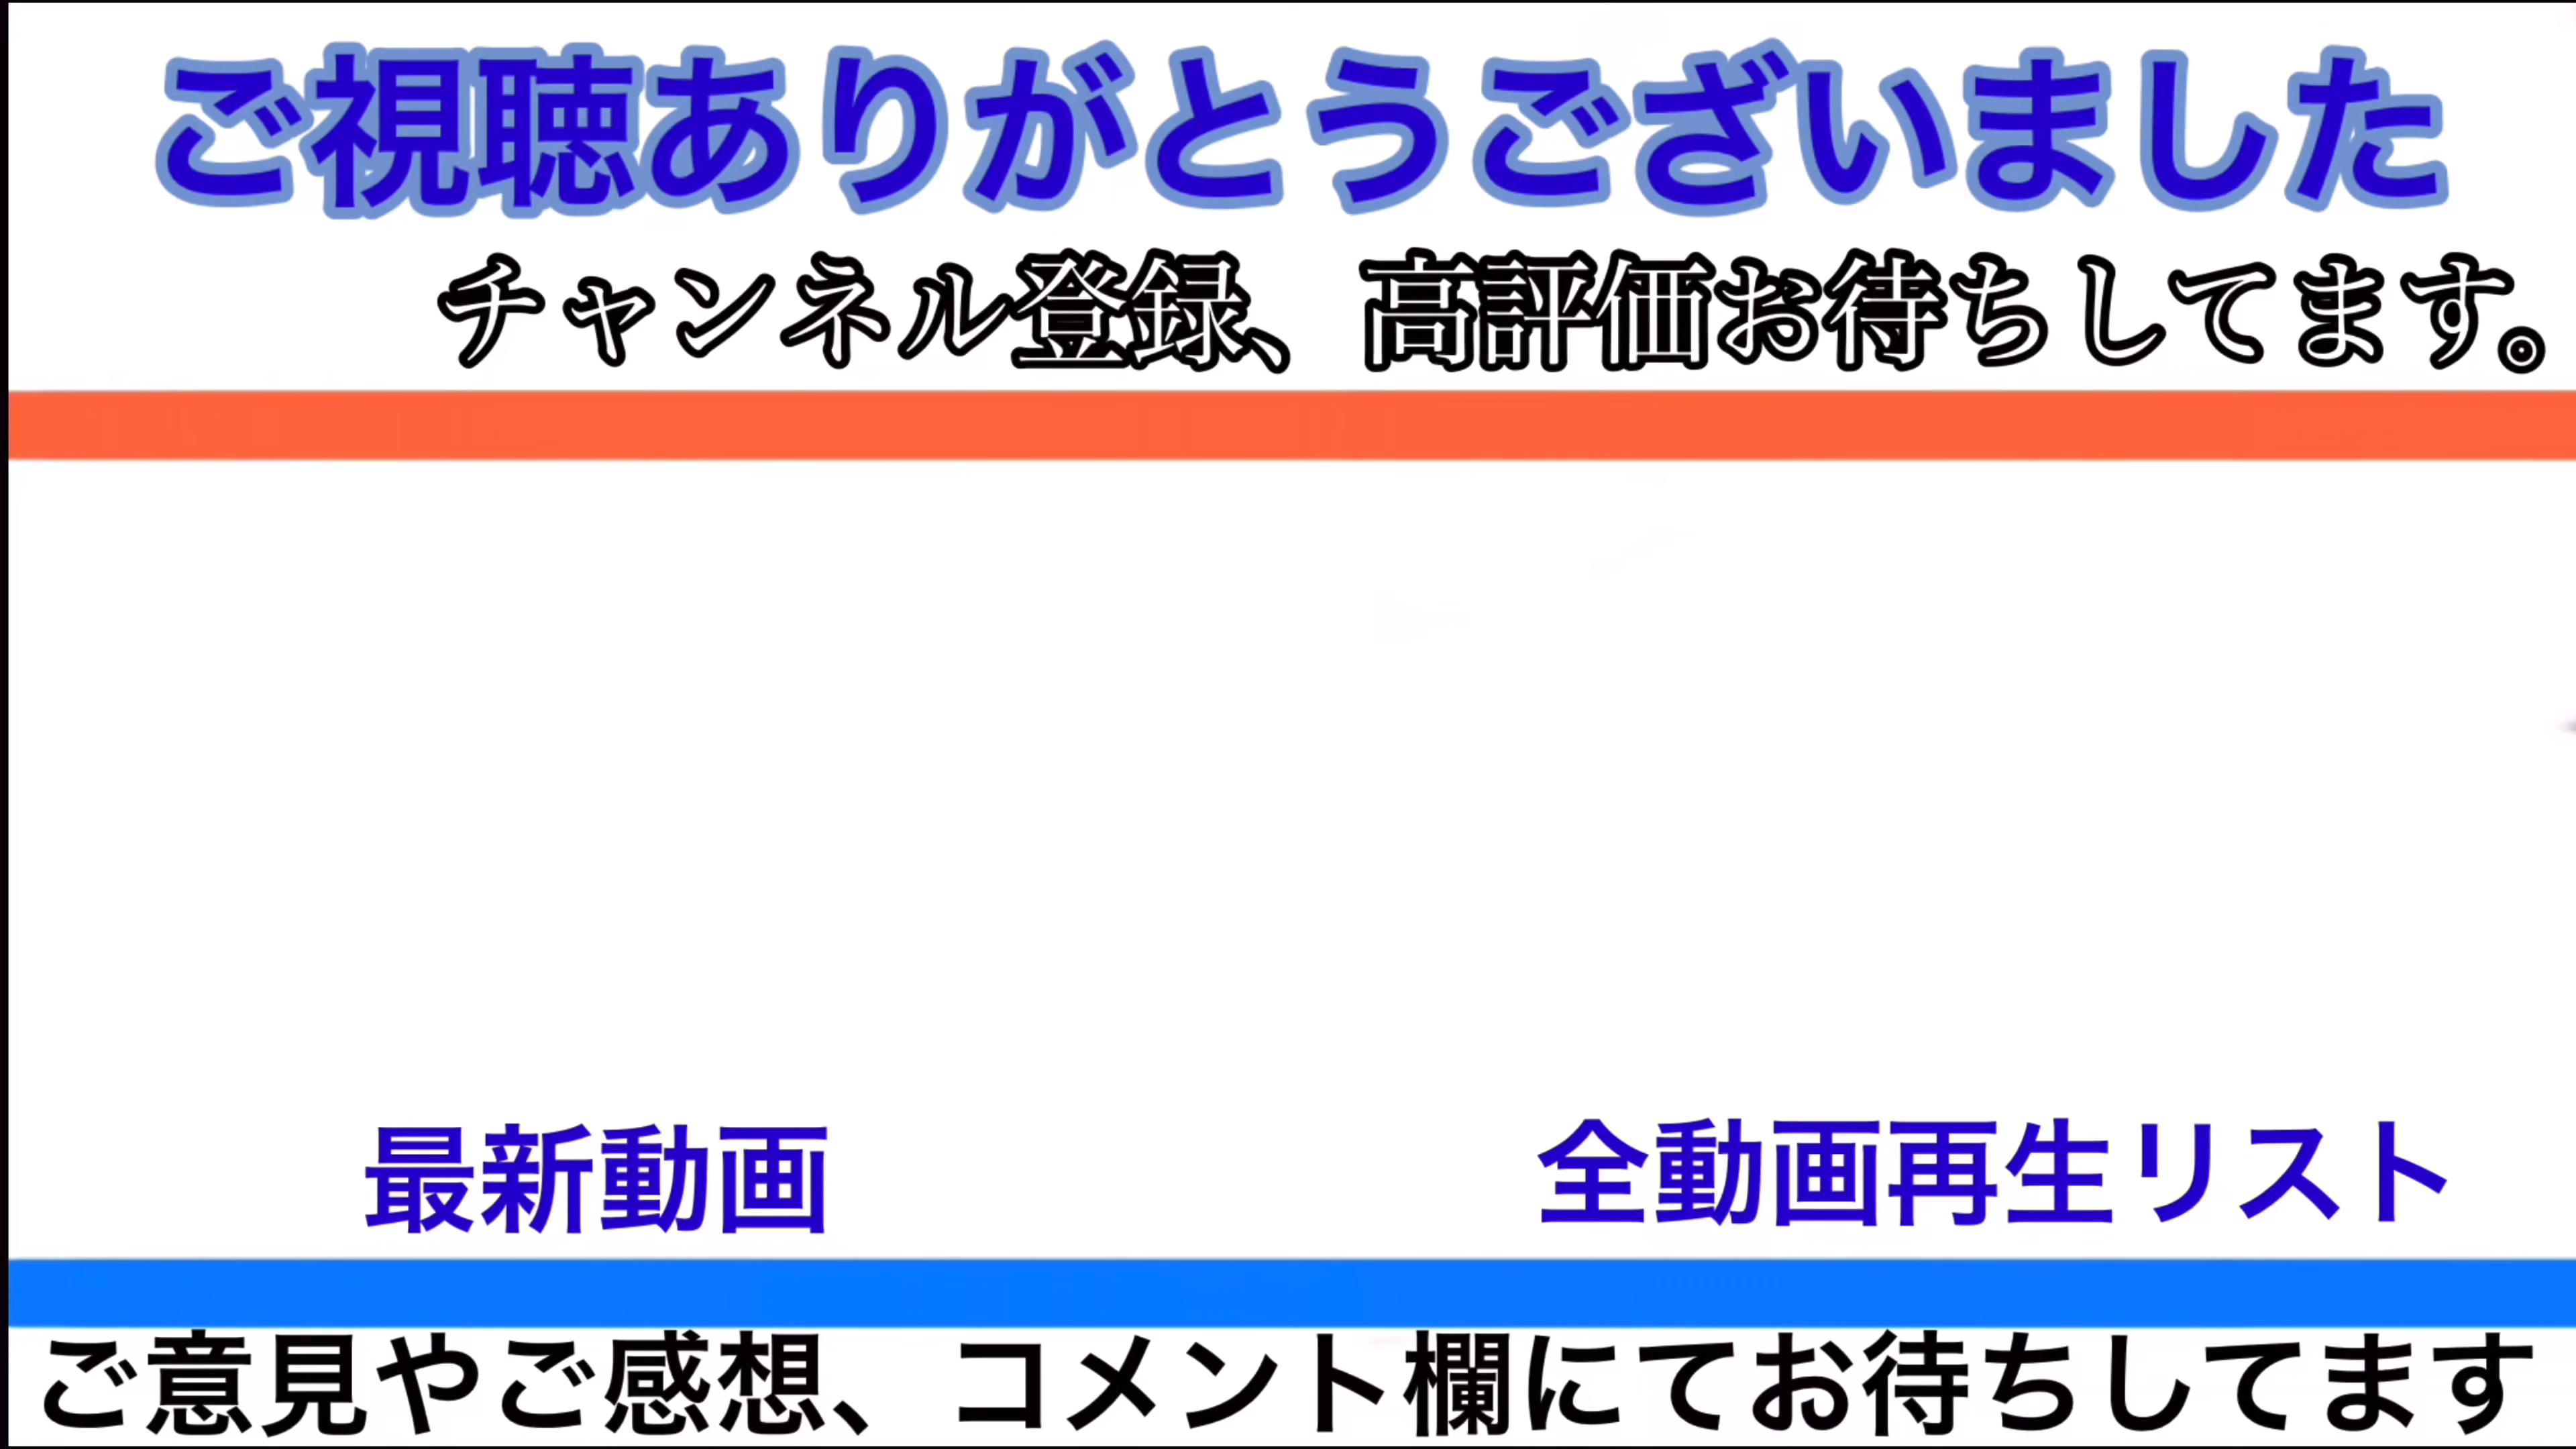 ご視聴ありがとうございました
チャンネル登録、高評価お待ちしてます。
最新動画
全動画再生リスト
ご意見やご感想、コメント欄にてお待ちしてます